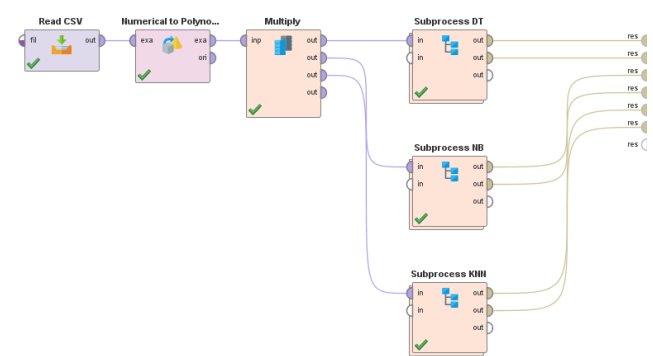 Read CSV
fil
out
Numerical to Polyno...
exa
exa
ori
Multiply
inp
out
out
out
out
Subprocess DT
in
out
in
out
out
Subprocess NB
in
out
in
out
out
Subprocess KNN
in
out
in
out
out
res
res
res
res
res
res
res